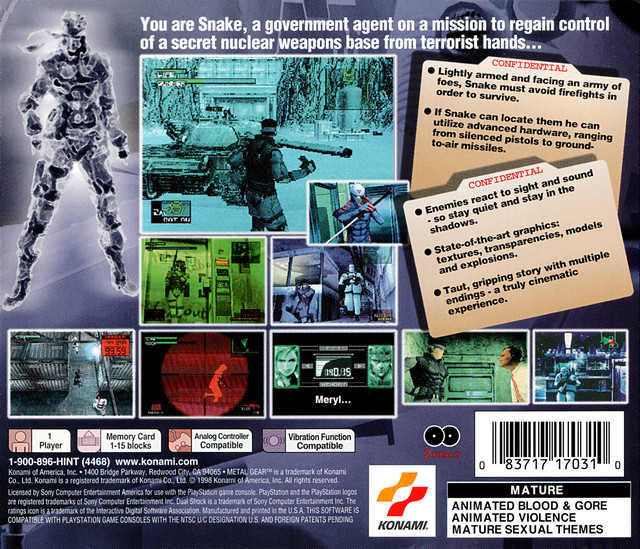 You are Snake, a government agent on a mission to regain control
of a secret nuclear weapons base from terrorist hands...
CONFIDENTIAL
● Lightly armed and facing an army of
foes, Snake must avoid firefights in
order to survive.
● If Snake can locate them he can
utilize advanced hardware, ranging
from silenced pistols to ground-
to-air missiles.
CONFIDENTIAL
● Enemies react to sight and sound
- so stay quiet and stay in the
shadows.
● State-of-the-art graphics:
textures, transparencies, models
and explosions.
● Taut, gripping story with multiple
endings - a truly cinematic
experience.
99.59
140.15
Meryl...
1
Player
Memory Card
1-15 blocks
Analog Controller
Compatible
Vibration Function
Compatible
2 DISCS
1-900-896-HINT (4468) www.konami.com
Konami of America, Inc. • 1400 Bridge Parkway, Redwood City, CA 94065 • METAL GEAR™ is a trademark of Konami
Co., Ltd. Konami is a registered trademark of Konami Co., Ltd. © 1998 Konami of America, Inc. All rights reserved.
Licensed by Sony Computer Entertainment America for use with the PlayStation game console. PlayStation and the PlayStation logos
are registered trademarks of Sony Computer Entertainment Inc. Dual Shock is a trademark of Sony Computer Entertainment Inc. The
ratings icon is a trademark of the Interactive Digital Software Association. Manufactured and printed in the U.S.A. THIS SOFTWARE IS
COMPATIBLE WITH PLAYSTATION GAME CONSOLES WITH THE NTSC U/C DESIGNATION U.S. AND FOREIGN PATENTS PENDING
KONAMI
0 83717 17031 0
MATURE
ANIMATED BLOOD & GORE
ANIMATED VIOLENCE
MATURE SEXUAL THEMES